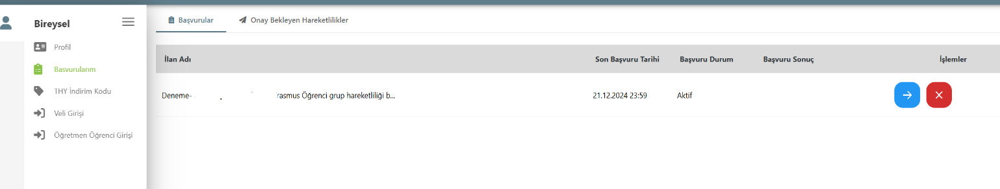 Bireysel
Profil
Basvurularım
THY İndirim Kodu
Veli Girişi
Öğretmen Öğrenci Girişi
Başvurular
Onay Bekleyen Hareketlilikler
İlan Adı Son Başvuru Tarihi Başvuru Durum Başvuru Sonuç İşlemler
Deneme- rasmus Öğrenci grup hareketliliği b... 21.12.2024 23:59 Aktif